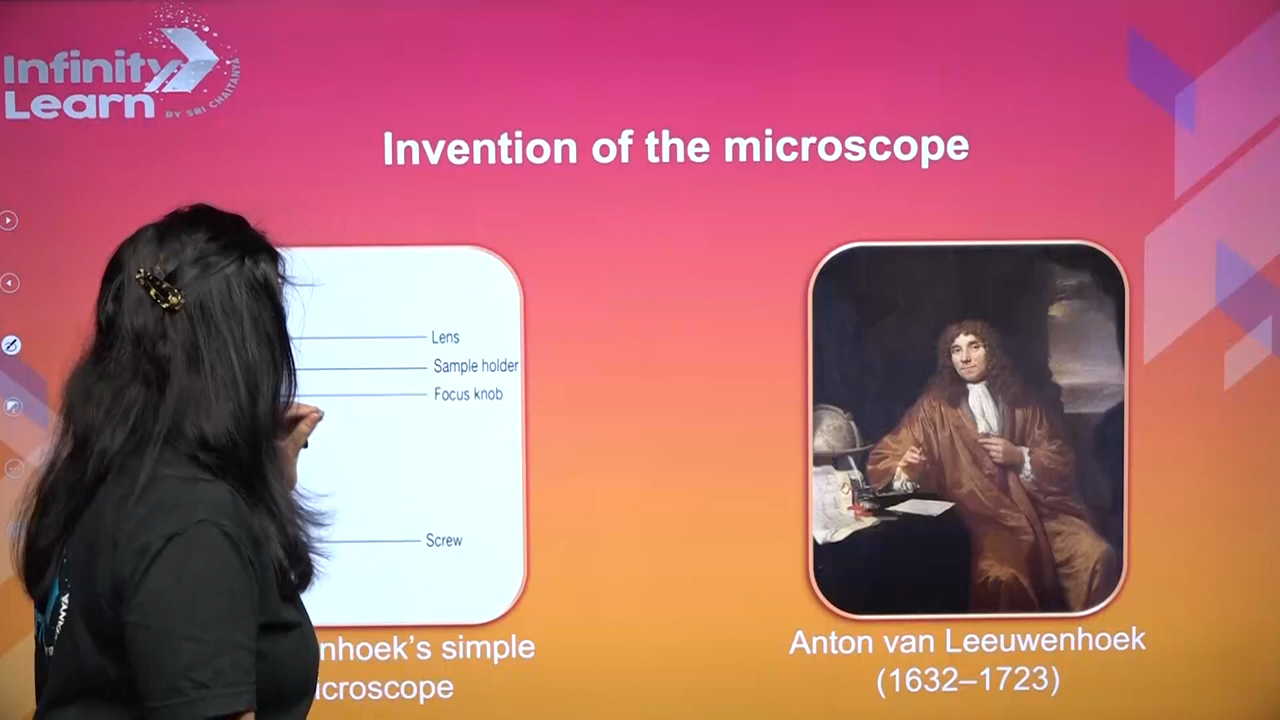 Infinity
Learn
BY SRI CHAITANYA
Invention of the microscope
Lens
Sample holder
Focus knob
Screw
nhoek's simple
icroscope
Anton van Leeuwenhoek
(1632–1723)